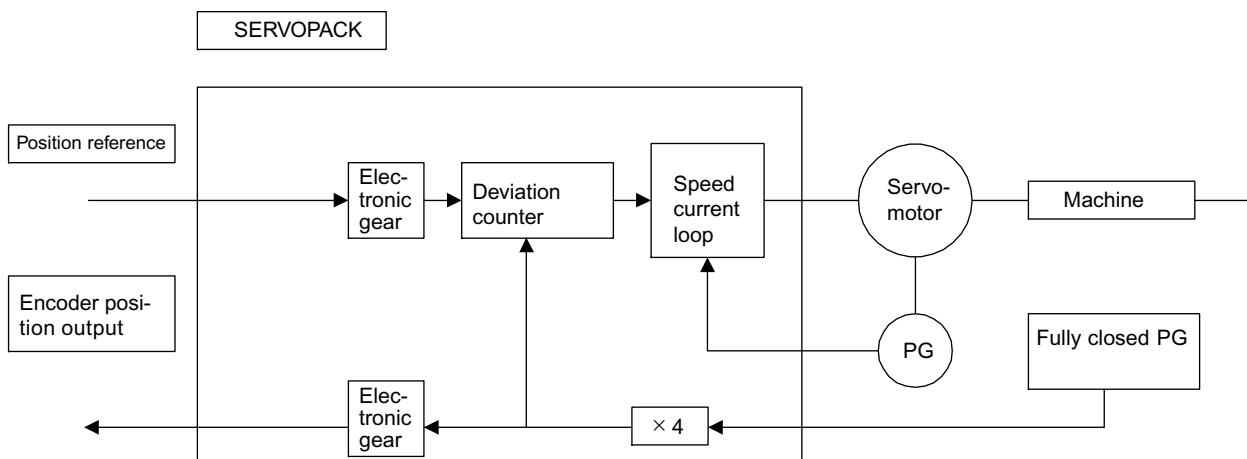 SERVOPACK
Position reference
Elec-
tronic
gear
Deviation
counter
Speed
current
loop
Servo-
motor
Machine
Encoder posi-
tion output
PG
Fully closed PG
Elec-
tronic
gear
× 4